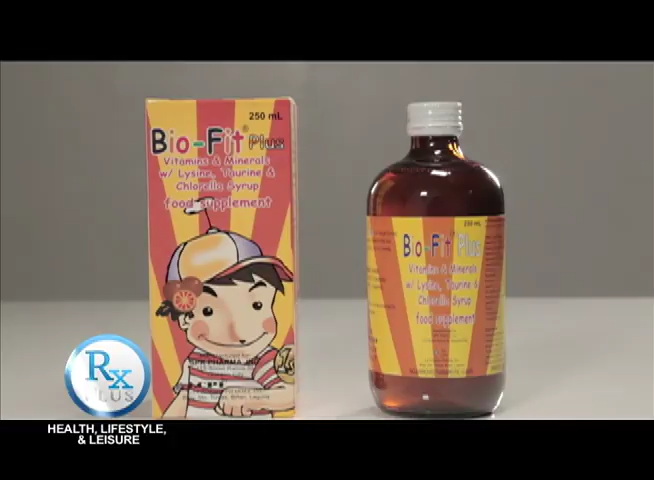 250 mL
Bio-Fit® Plus
Vitamins & Minerals
w/ Lysine, Taurine &
Chlorella Syrup
food supplement
250 mL
Bio-Fit Plus
Vitamins & Minerals
w/ Lysine, Taurine &
Chlorella Syrup
food supplement
Rx
PLUS
HEALTH, LIFESTYLE,
& LEISURE